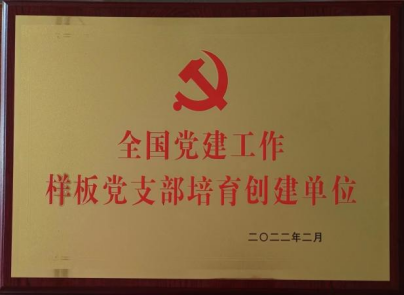 全国党建工作
样板党支部培育创建单位
二〇二二年二月